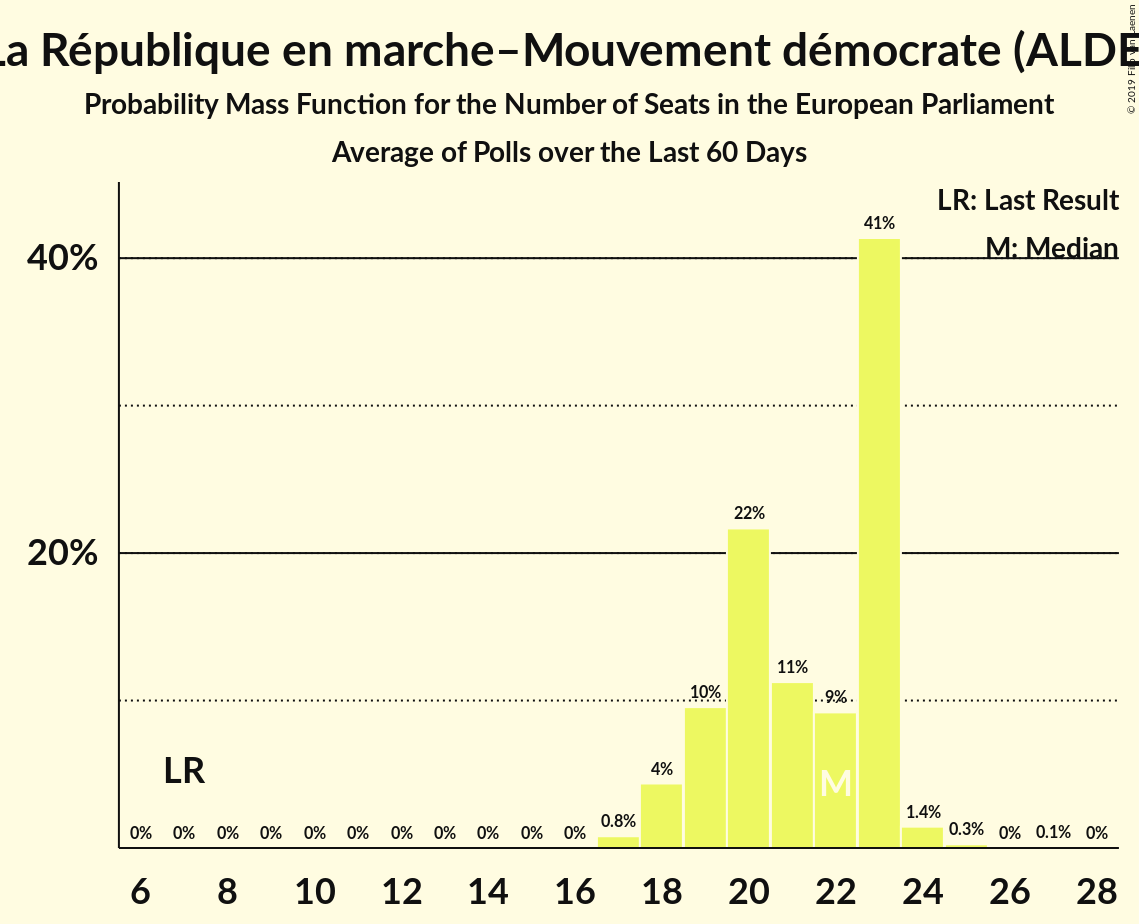 La République en marche–Mouvement démocrate (ALDE
Probability Mass Function for the Number of Seats in the European Parliament
Average of Polls over the Last 60 Days
© 2019 Filip van Laenen
LR: Last Result
M: Median
41%
40%
22%
20%
11%
10%
9%
4%
LR
M
0% 0% 0% 0% 0% 0% 0% 0% 0% 0% 0% 0.8% 1.4% 0.3% 0% 0.1% 0%
6 8 10 12 14 16 18 20 22 24 26 28